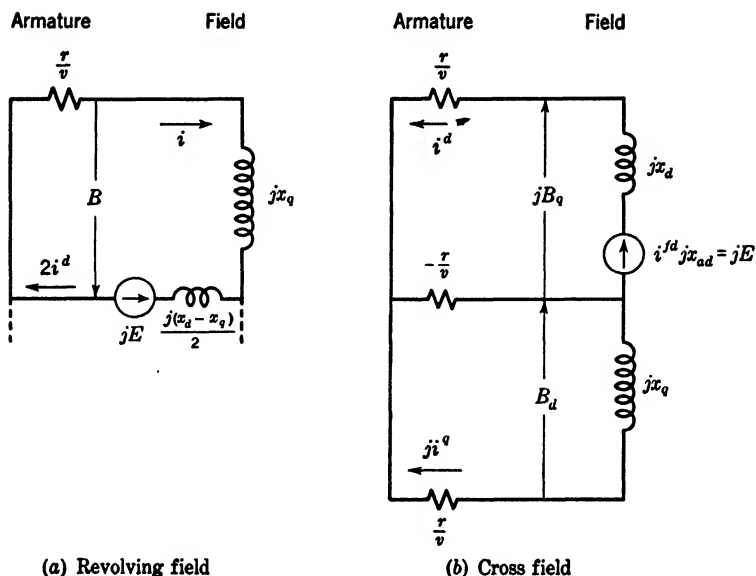 Armature Field
r/v
i
B
jx_q
2i^d
jE
j(x_d − x_q)/2
(a) Revolving field
Armature Field
r/v
i^d
jx_d
jB_q
i^{fd} jx_{ad} = jE
−r/v
B_d
jx_q
ji^q
r/v
(b) Cross field